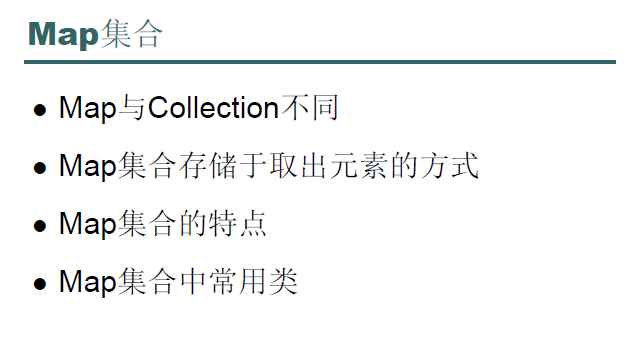 Map集合
● Map与Collection不同
● Map集合存储于取出元素的方式
● Map集合的特点
● Map集合中常用类